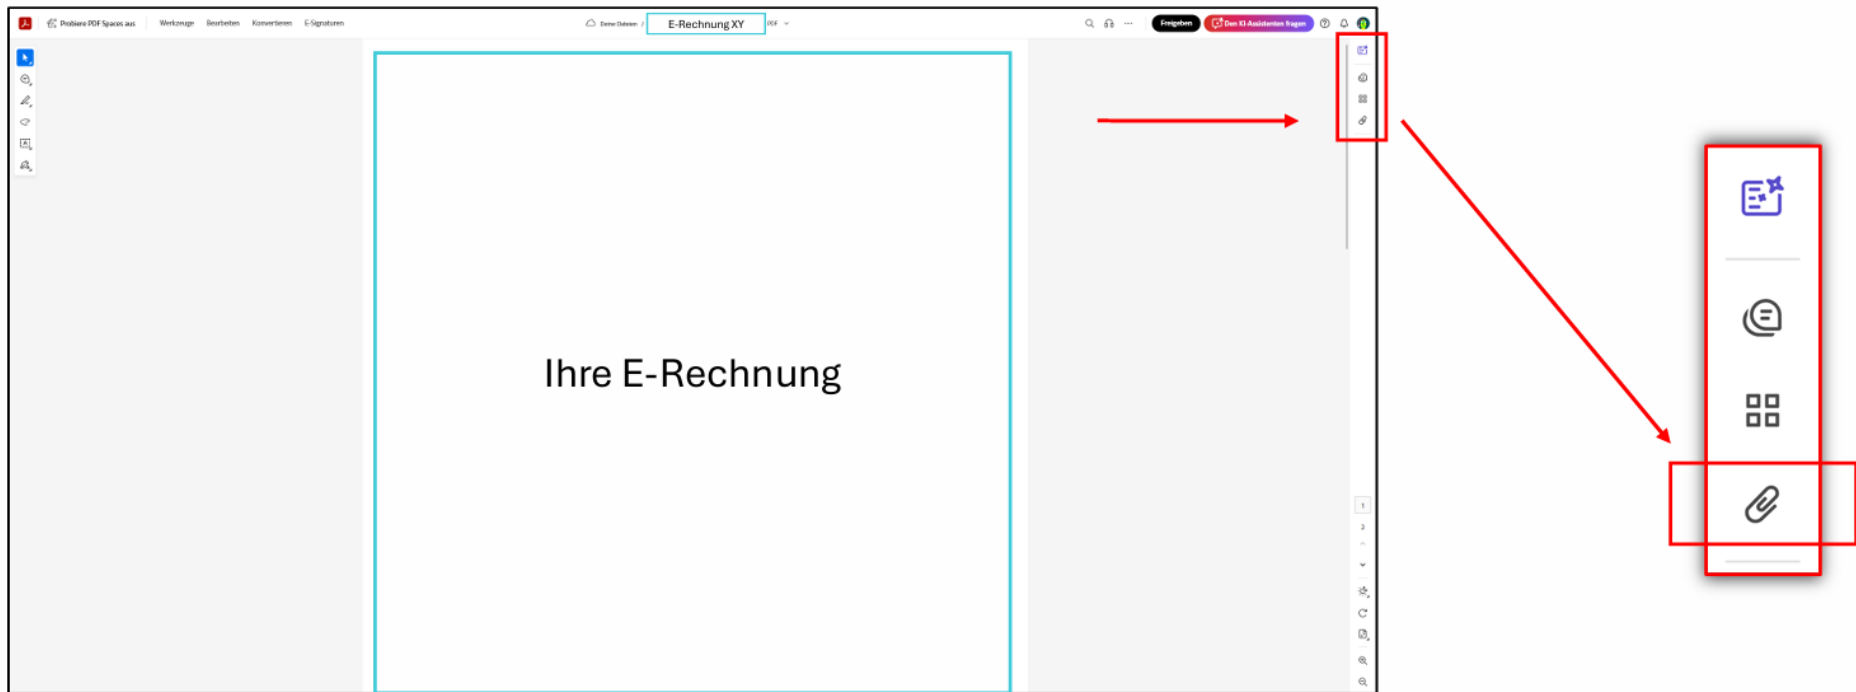 Probiere PDF Spaces aus Werkzeuge Bearbeiten Konvertieren E-Signaturen Deine Dateien / E-Rechnung XY PDF Freigeben Den KI-Assistenten fragen
Ihre E-Rechnung
1
2